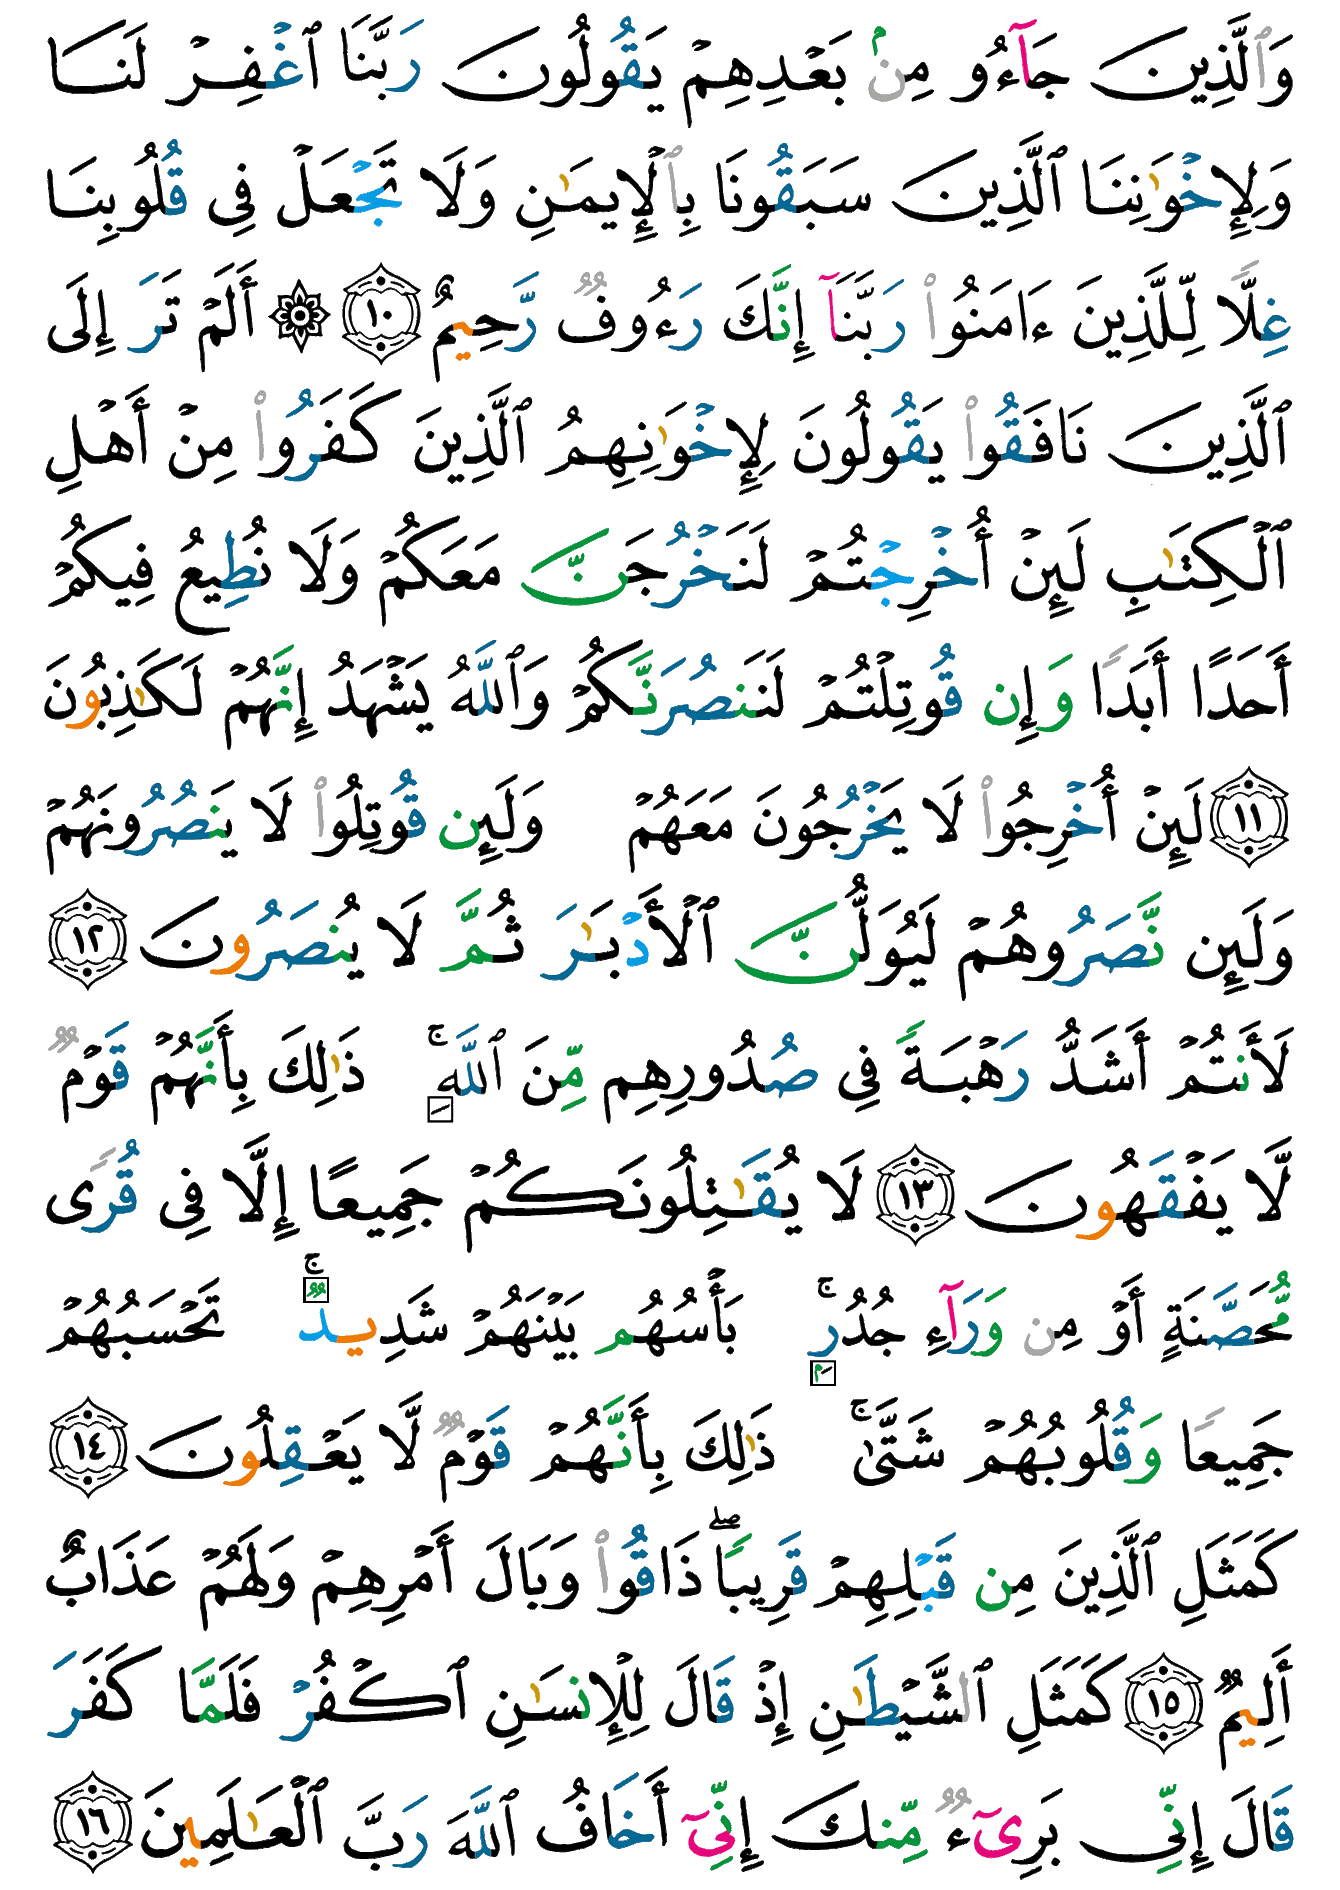 وَٱلَّذِينَ جَآءُو مِنۢ بَعْدِهِمْ يَقُولُونَ رَبَّنَا ٱغْفِرْ لَنَا
وَلِإِخْوَٰنِنَا ٱلَّذِينَ سَبَقُونَا بِٱلْإِيمَـٰنِ وَلَا تَجْعَلْ فِى قُلُوبِنَا
غِلًّا لِّلَّذِينَ ءَامَنُوا۟ رَبَّنَآ إِنَّكَ رَءُوفٌ رَّحِيمٌ ١٠ ۞ أَلَمْ تَرَ إِلَى
ٱلَّذِينَ نَافَقُوا۟ يَقُولُونَ لِإِخْوَٰنِهِمُ ٱلَّذِينَ كَفَرُوا۟ مِنْ أَهْلِ
ٱلْكِتَـٰبِ لَئِنْ أُخْرِجْتُمْ لَنَخْرُجَنَّ مَعَكُمْ وَلَا نُطِيعُ فِيكُمْ
أَحَدًا أَبَدًا وَإِن قُوتِلْتُمْ لَنَنصُرَنَّكُمْ وَٱللَّهُ يَشْهَدُ إِنَّهُمْ لَكَـٰذِبُونَ
١١ لَئِنْ أُخْرِجُوا۟ لَا يَخْرُجُونَ مَعَهُمْ وَلَئِن قُوتِلُوا۟ لَا يَنصُرُونَهُمْ
وَلَئِن نَّصَرُوهُمْ لَيُوَلُّنَّ ٱلْأَدْبَـٰرَ ثُمَّ لَا يُنصَرُونَ ١٢
لَأَنتُمْ أَشَدُّ رَهْبَةً فِى صُدُورِهِم مِّنَ ٱللَّهِ ۚ ذَٰلِكَ بِأَنَّهُمْ قَوْمٌ
لَّا يَفْقَهُونَ ١٣ لَا يُقَـٰتِلُونَكُمْ جَمِيعًا إِلَّا فِى قُرًى
مُّحَصَّنَةٍ أَوْ مِن وَرَآءِ جُدُرٍۭ ۚ بَأْسُهُم بَيْنَهُمْ شَدِيدٌ ۚ تَحْسَبُهُمْ
جَمِيعًا وَقُلُوبُهُمْ شَتَّىٰ ۚ ذَٰلِكَ بِأَنَّهُمْ قَوْمٌ لَّا يَعْقِلُونَ ١٤
كَمَثَلِ ٱلَّذِينَ مِن قَبْلِهِمْ قَرِيبًا ۖ ذَاقُوا۟ وَبَالَ أَمْرِهِمْ وَلَهُمْ عَذَابٌ
أَلِيمٌ ١٥ كَمَثَلِ ٱلشَّيْطَـٰنِ إِذْ قَالَ لِلْإِنسَـٰنِ ٱكْفُرْ فَلَمَّا كَفَرَ
قَالَ إِنِّى بَرِىٓءٌ مِّنكَ إِنِّىٓ أَخَافُ ٱللَّهَ رَبَّ ٱلْعَـٰلَمِينَ ١٦